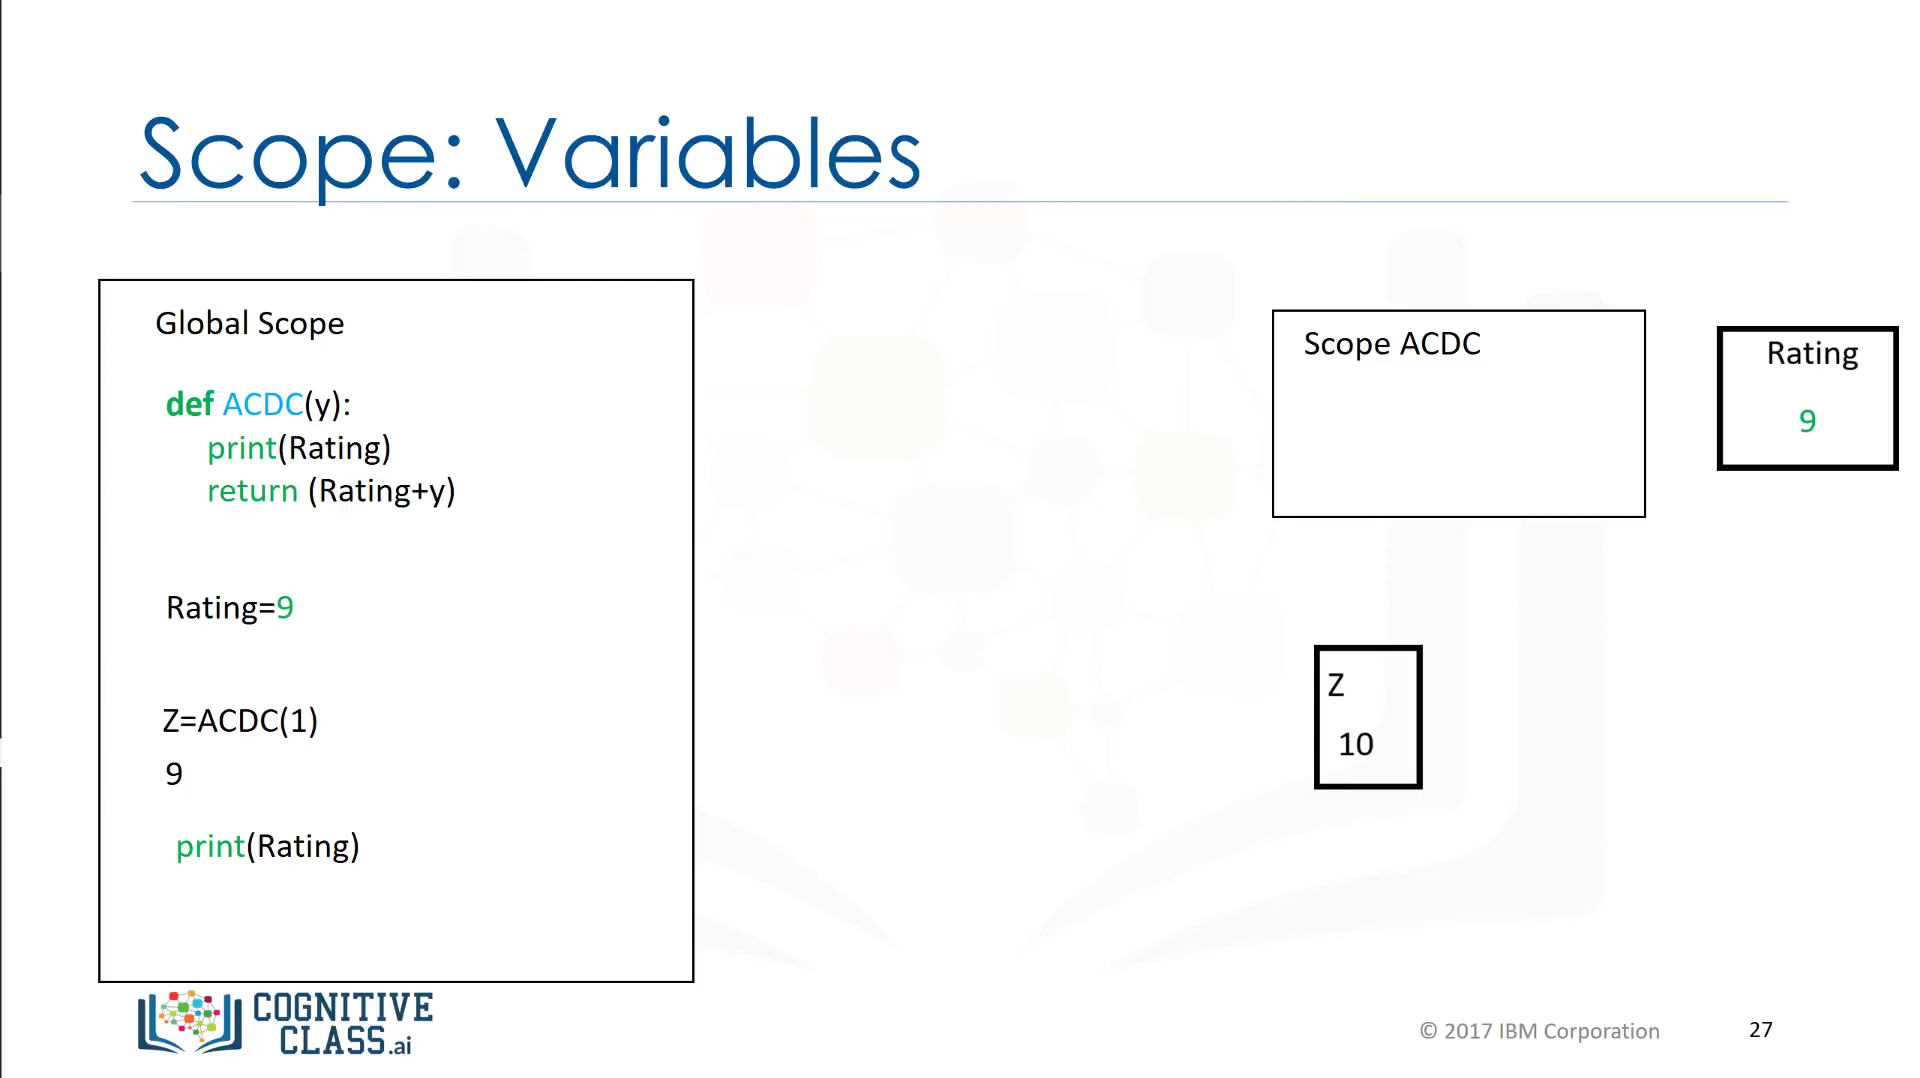 Scope: Variables
Global Scope
def ACDC(y):
print(Rating)
return (Rating+y)
Rating=9
Z=ACDC(1)
9
print(Rating)
Scope ACDC
Rating
9
Z
10
COGNITIVE
CLASS.ai
© 2017 IBM Corporation
27